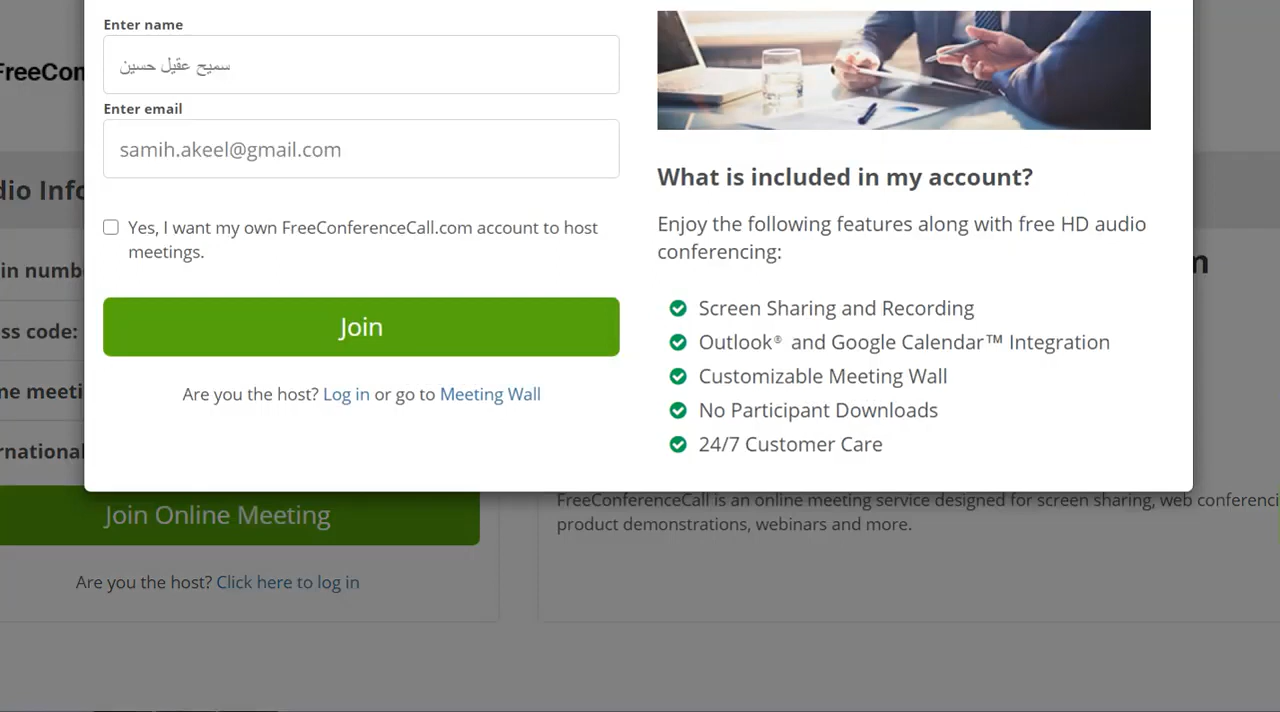 Enter name
سميح عقيل حسين
Enter email
samih.akeel@gmail.com
Yes, I want my own FreeConferenceCall.com account to host
meetings.
Join
Are you the host? Log in or go to Meeting Wall
What is included in my account?
Enjoy the following features along with free HD audio
conferencing:
Screen Sharing and Recording
Outlook® and Google Calendar™ Integration
Customizable Meeting Wall
No Participant Downloads
24/7 Customer Care
Join Online Meeting
Are you the host? Click here to log in
FreeConferenceCall is an online meeting service designed for screen sharing, web
product demonstrations, webinars and more.